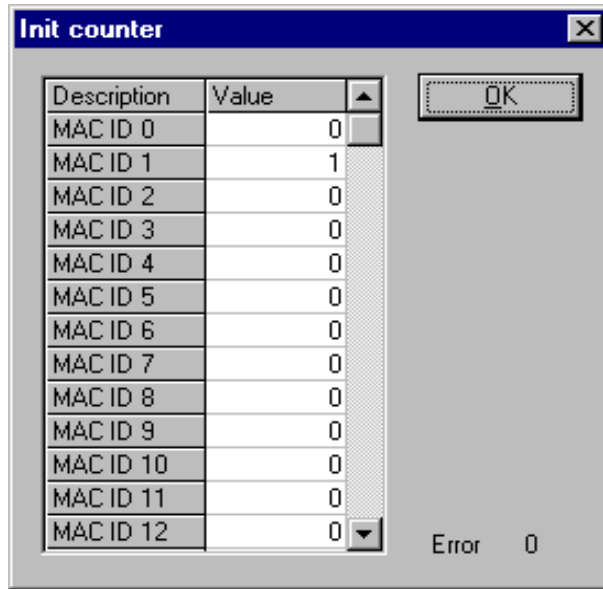 Init counter
Description Value
OK
MAC ID 0 0
MAC ID 1 1
MAC ID 2 0
MAC ID 3 0
MAC ID 4 0
MAC ID 5 0
MAC ID 6 0
MAC ID 7 0
MAC ID 8 0
MAC ID 9 0
MAC ID 10 0
MAC ID 11 0
MAC ID 12 0
Error 0